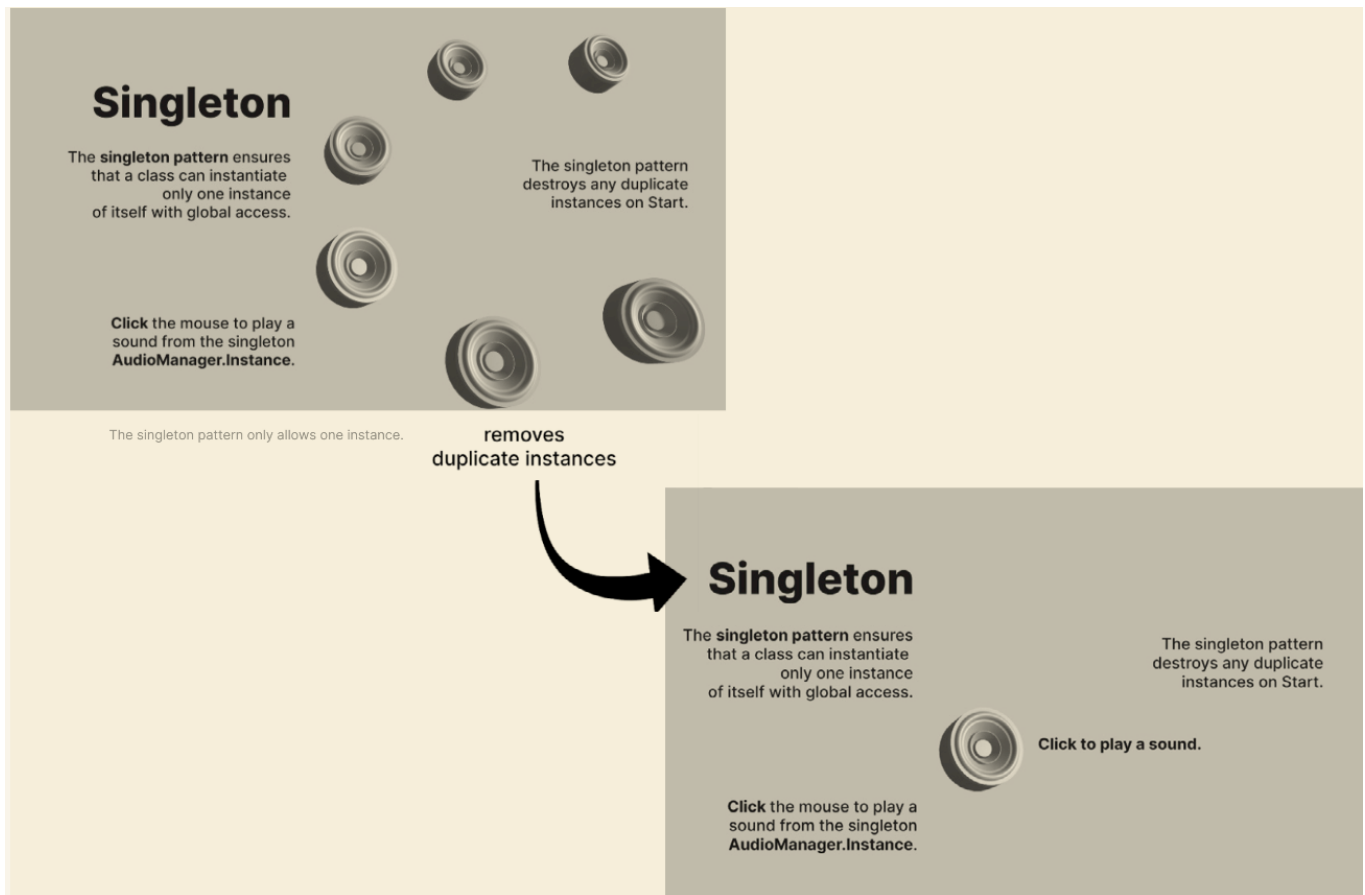 Singleton
The singleton pattern ensures
that a class can instantiate
only one instance
of itself with global access.
The singleton pattern
destroys any duplicate
instances on Start.
Click the mouse to play a
sound from the singleton
AudioManager.Instance.
The singleton pattern only allows one instance.
removes
duplicate instances
Singleton
The singleton pattern ensures
that a class can instantiate
only one instance
of itself with global access.
The singleton pattern
destroys any duplicate
instances on Start.
Click to play a sound.
Click the mouse to play a
sound from the singleton
AudioManager.Instance.